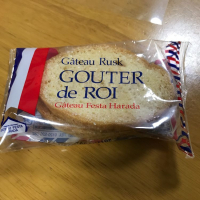 Gâteau Rusk
GOUTER
de ROI
Gâteau Festa Harada